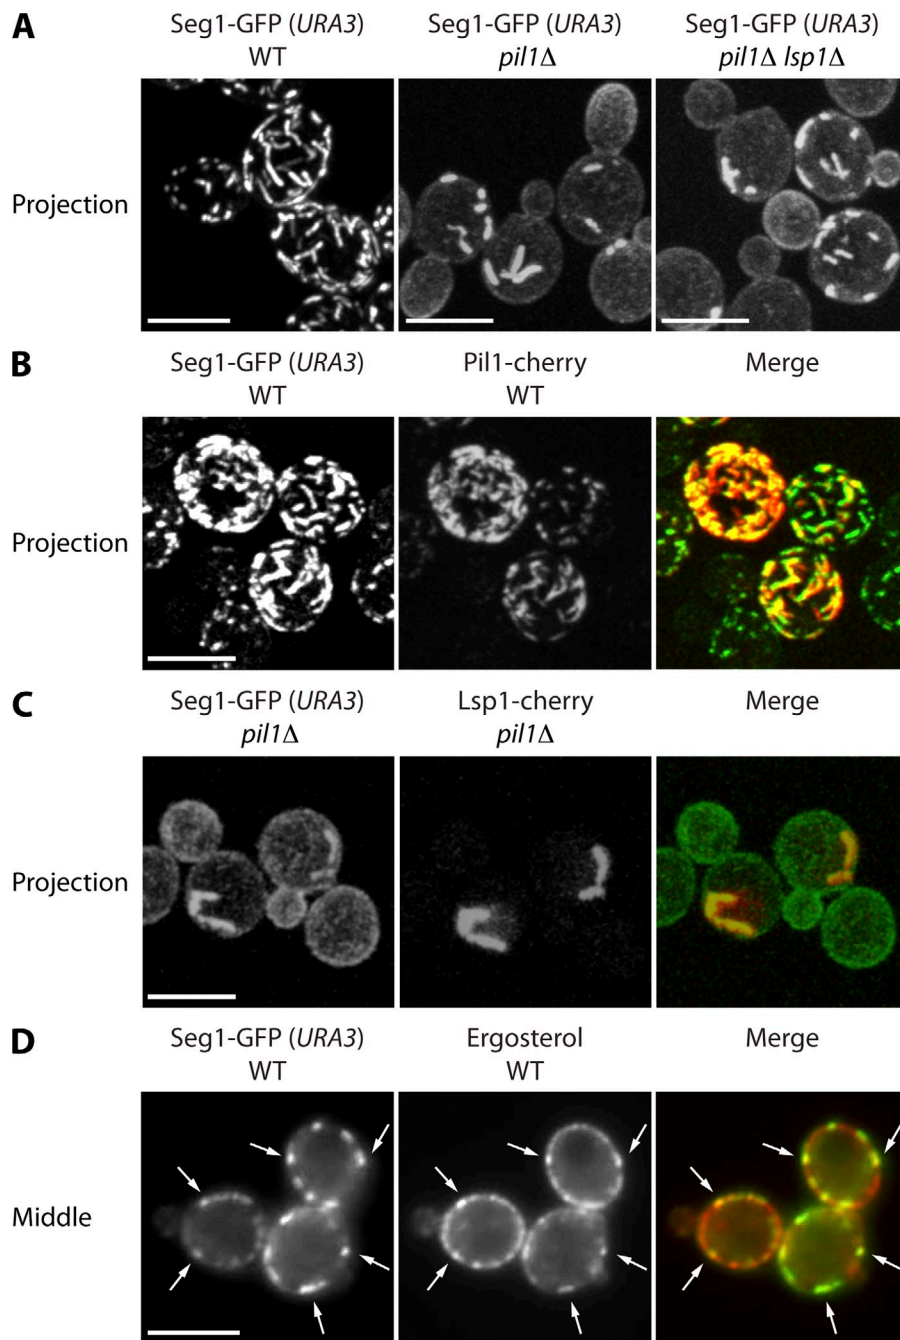 A
Seg1-GFP (URA3)
WT
Seg1-GFP (URA3)
pil1Δ
Seg1-GFP (URA3)
pil1Δ lsp1Δ
Projection
B
Seg1-GFP (URA3)
WT
Pil1-cherry
WT
Merge
Projection
C
Seg1-GFP (URA3)
pil1Δ
Lsp1-cherry
pil1Δ
Merge
Projection
D
Seg1-GFP (URA3)
WT
Ergosterol
WT
Merge
Middle